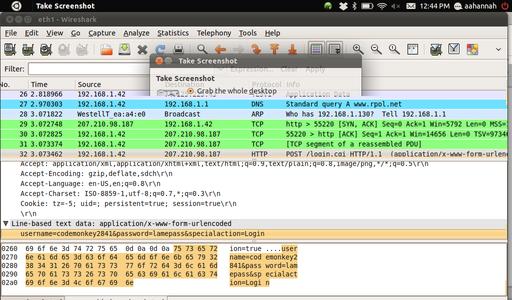 Take Screenshot
12:44 PM
aahannah
eth1 - Wireshark
File Edit View Go Capture Analyze Statistics Telephony Tools Help
Filter:
Expression... Clear Apply
Take Screenshot
Take Screenshot
Grab the whole desktop
No. Time Source Destination Protocol Info
26 2.818966 192.168.1.42 Application Data
27 2.970303 192.168.1.42 192.168.1.1 DNS Standard query A www.rpol.net
28 3.071822 WestellT_ea:a4:e0 Broadcast ARP Who has 192.168.1.130? Tell 192.168.1.1
29 3.072748 207.210.98.187 192.168.1.42 TCP http > 55220 [SYN, ACK] Seq=0 Ack=1 Win=5792 Len=0 MSS=
30 3.072825 192.168.1.42 207.210.98.187 TCP 55220 > http [ACK] Seq=1 Ack=1 Win=14656 Len=0 TSV=
31 3.073374 192.168.1.42 207.210.98.187 TCP [TCP segment of a reassembled PDU]
32 3.073462 192.168.1.42 207.210.98.187 HTTP POST /login.cgi HTTP/1.1 (application/x-www-form-urlencoded
Accept: application/xml,application/xhtml+xml,text/html;q=0.9,text/plain;q=0.8,image/png,*/*;q=0.5\r\n
Accept-Encoding: gzip,deflate,sdch\r\n
Accept-Language: en-US,en;q=0.8\r\n
Accept-Charset: ISO-8859-1,utf-8;q=0.7,*;q=0.3\r\n
Cookie: tz=-5; uid=; persistent=true; session=true\r\n
\r\n
Line-based text data: application/x-www-form-urlencoded
username=codemonkey2841&password=lamepass&specialaction=Login
0260 69 6f 6e 3d 74 72 75 65 0d 0a 0d 0a 75 73 65 72 ion=true ....user
0270 6e 61 6d 65 3d 63 6f 64 65 6d 6f 6e 6b 65 79 32 name=cod emonkey2
0280 38 34 31 26 70 61 73 73 77 6f 72 64 3d 6c 61 6d 841&pass word=lam
0290 65 70 61 73 73 26 73 70 65 63 69 61 6c 61 63 74 epass&sp ecialact
02a0 69 6f 6e 3d 4c 6f 67 69 6e ion=Logi n